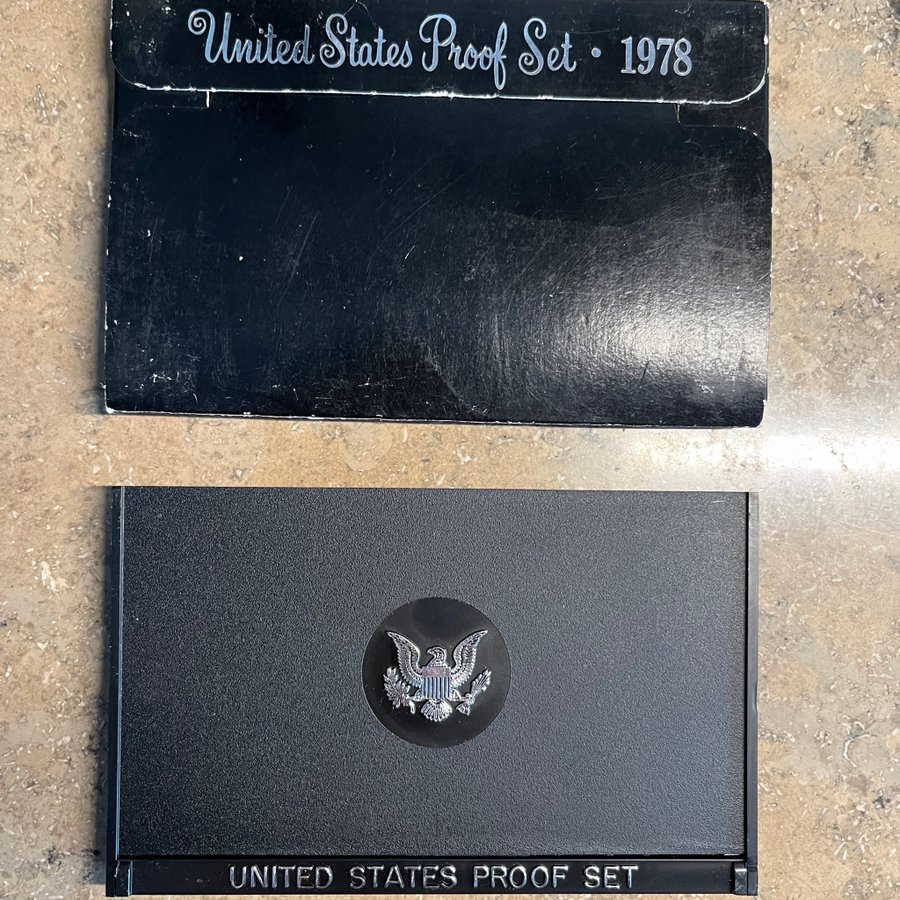 United States Proof Set · 1978
UNITED STATES PROOF SET